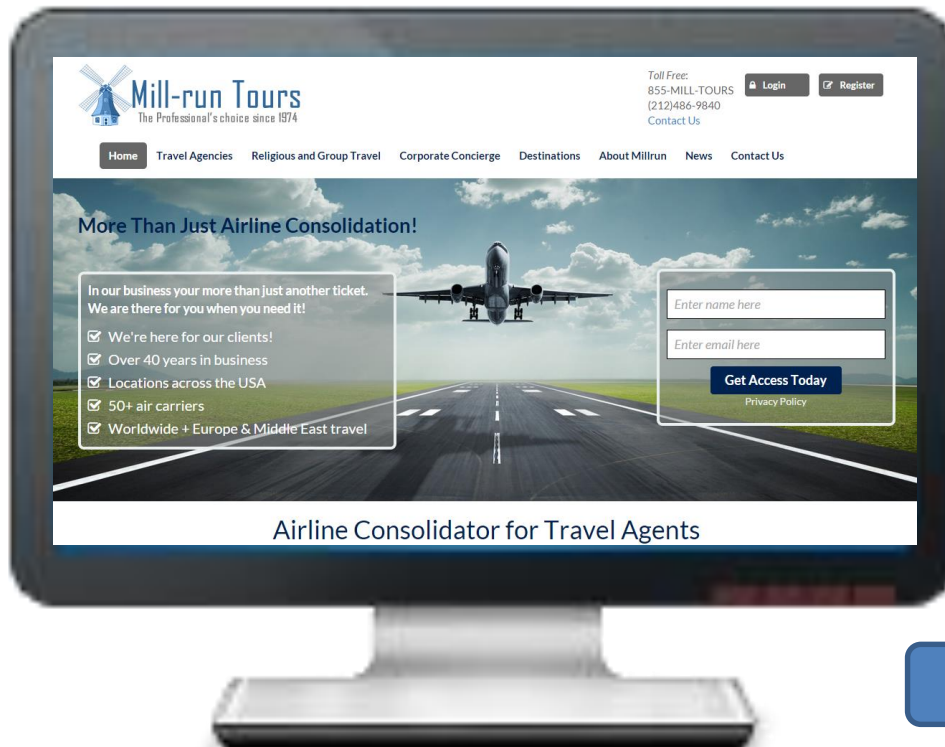 Mill-run Tours
The Professional's choice since 1974
Toll Free:
855-MILL-TOURS
(212)486-9840
Contact Us
Login
Register
Home
Travel Agencies
Religious and Group Travel
Corporate Concierge
Destinations
About Millrun
News
Contact Us
More Than Just Airline Consolidation!
In our business your more than just another ticket.
We are there for you when you need it!
We're here for our clients!
Over 40 years in business
Locations across the USA
50+ air carriers
Worldwide + Europe & Middle East travel
Enter name here
Enter email here
Get Access Today
Privacy Policy
Airline Consolidator for Travel Agents